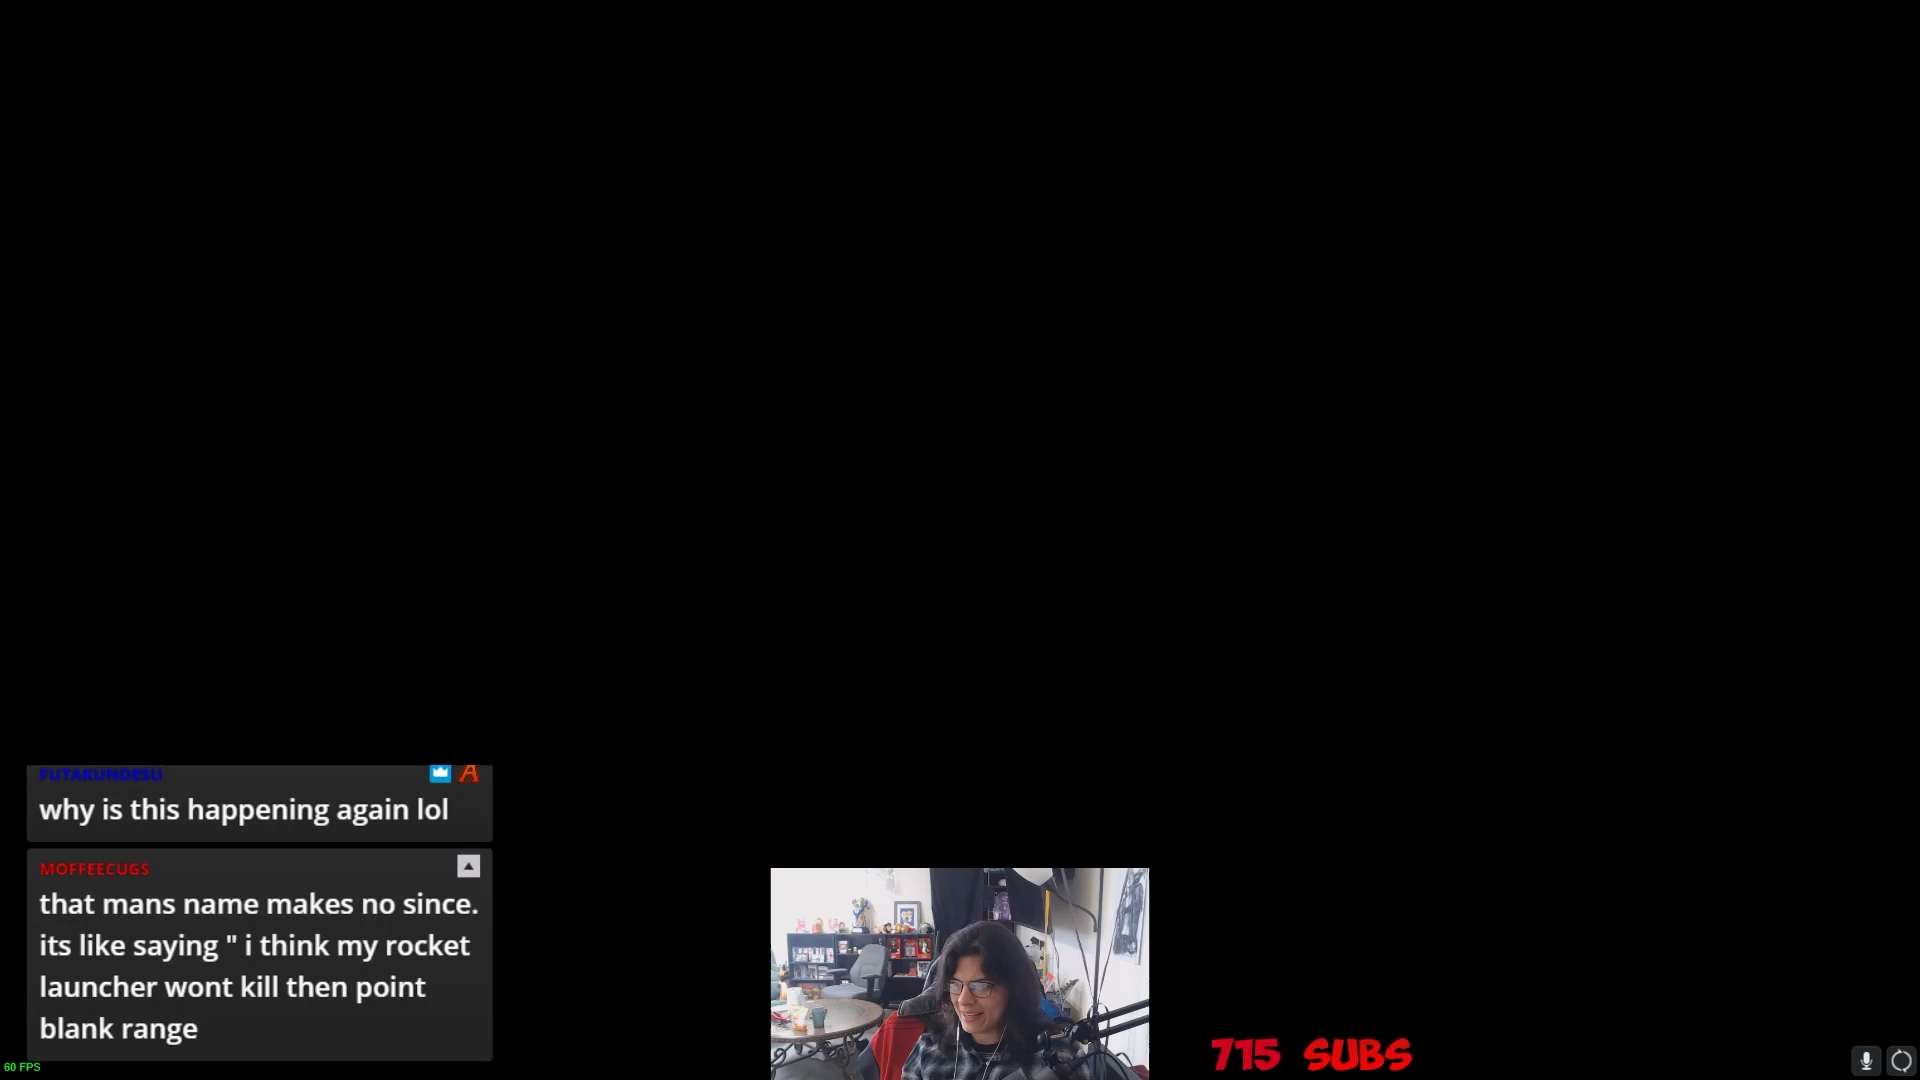 FUTAKUNDESU
why is this happening again lol
MOFFEECUGS
that mans name makes no since.
its like saying " i think my rocket
launcher wont kill then point
blank range
60 FPS
715 SUBS